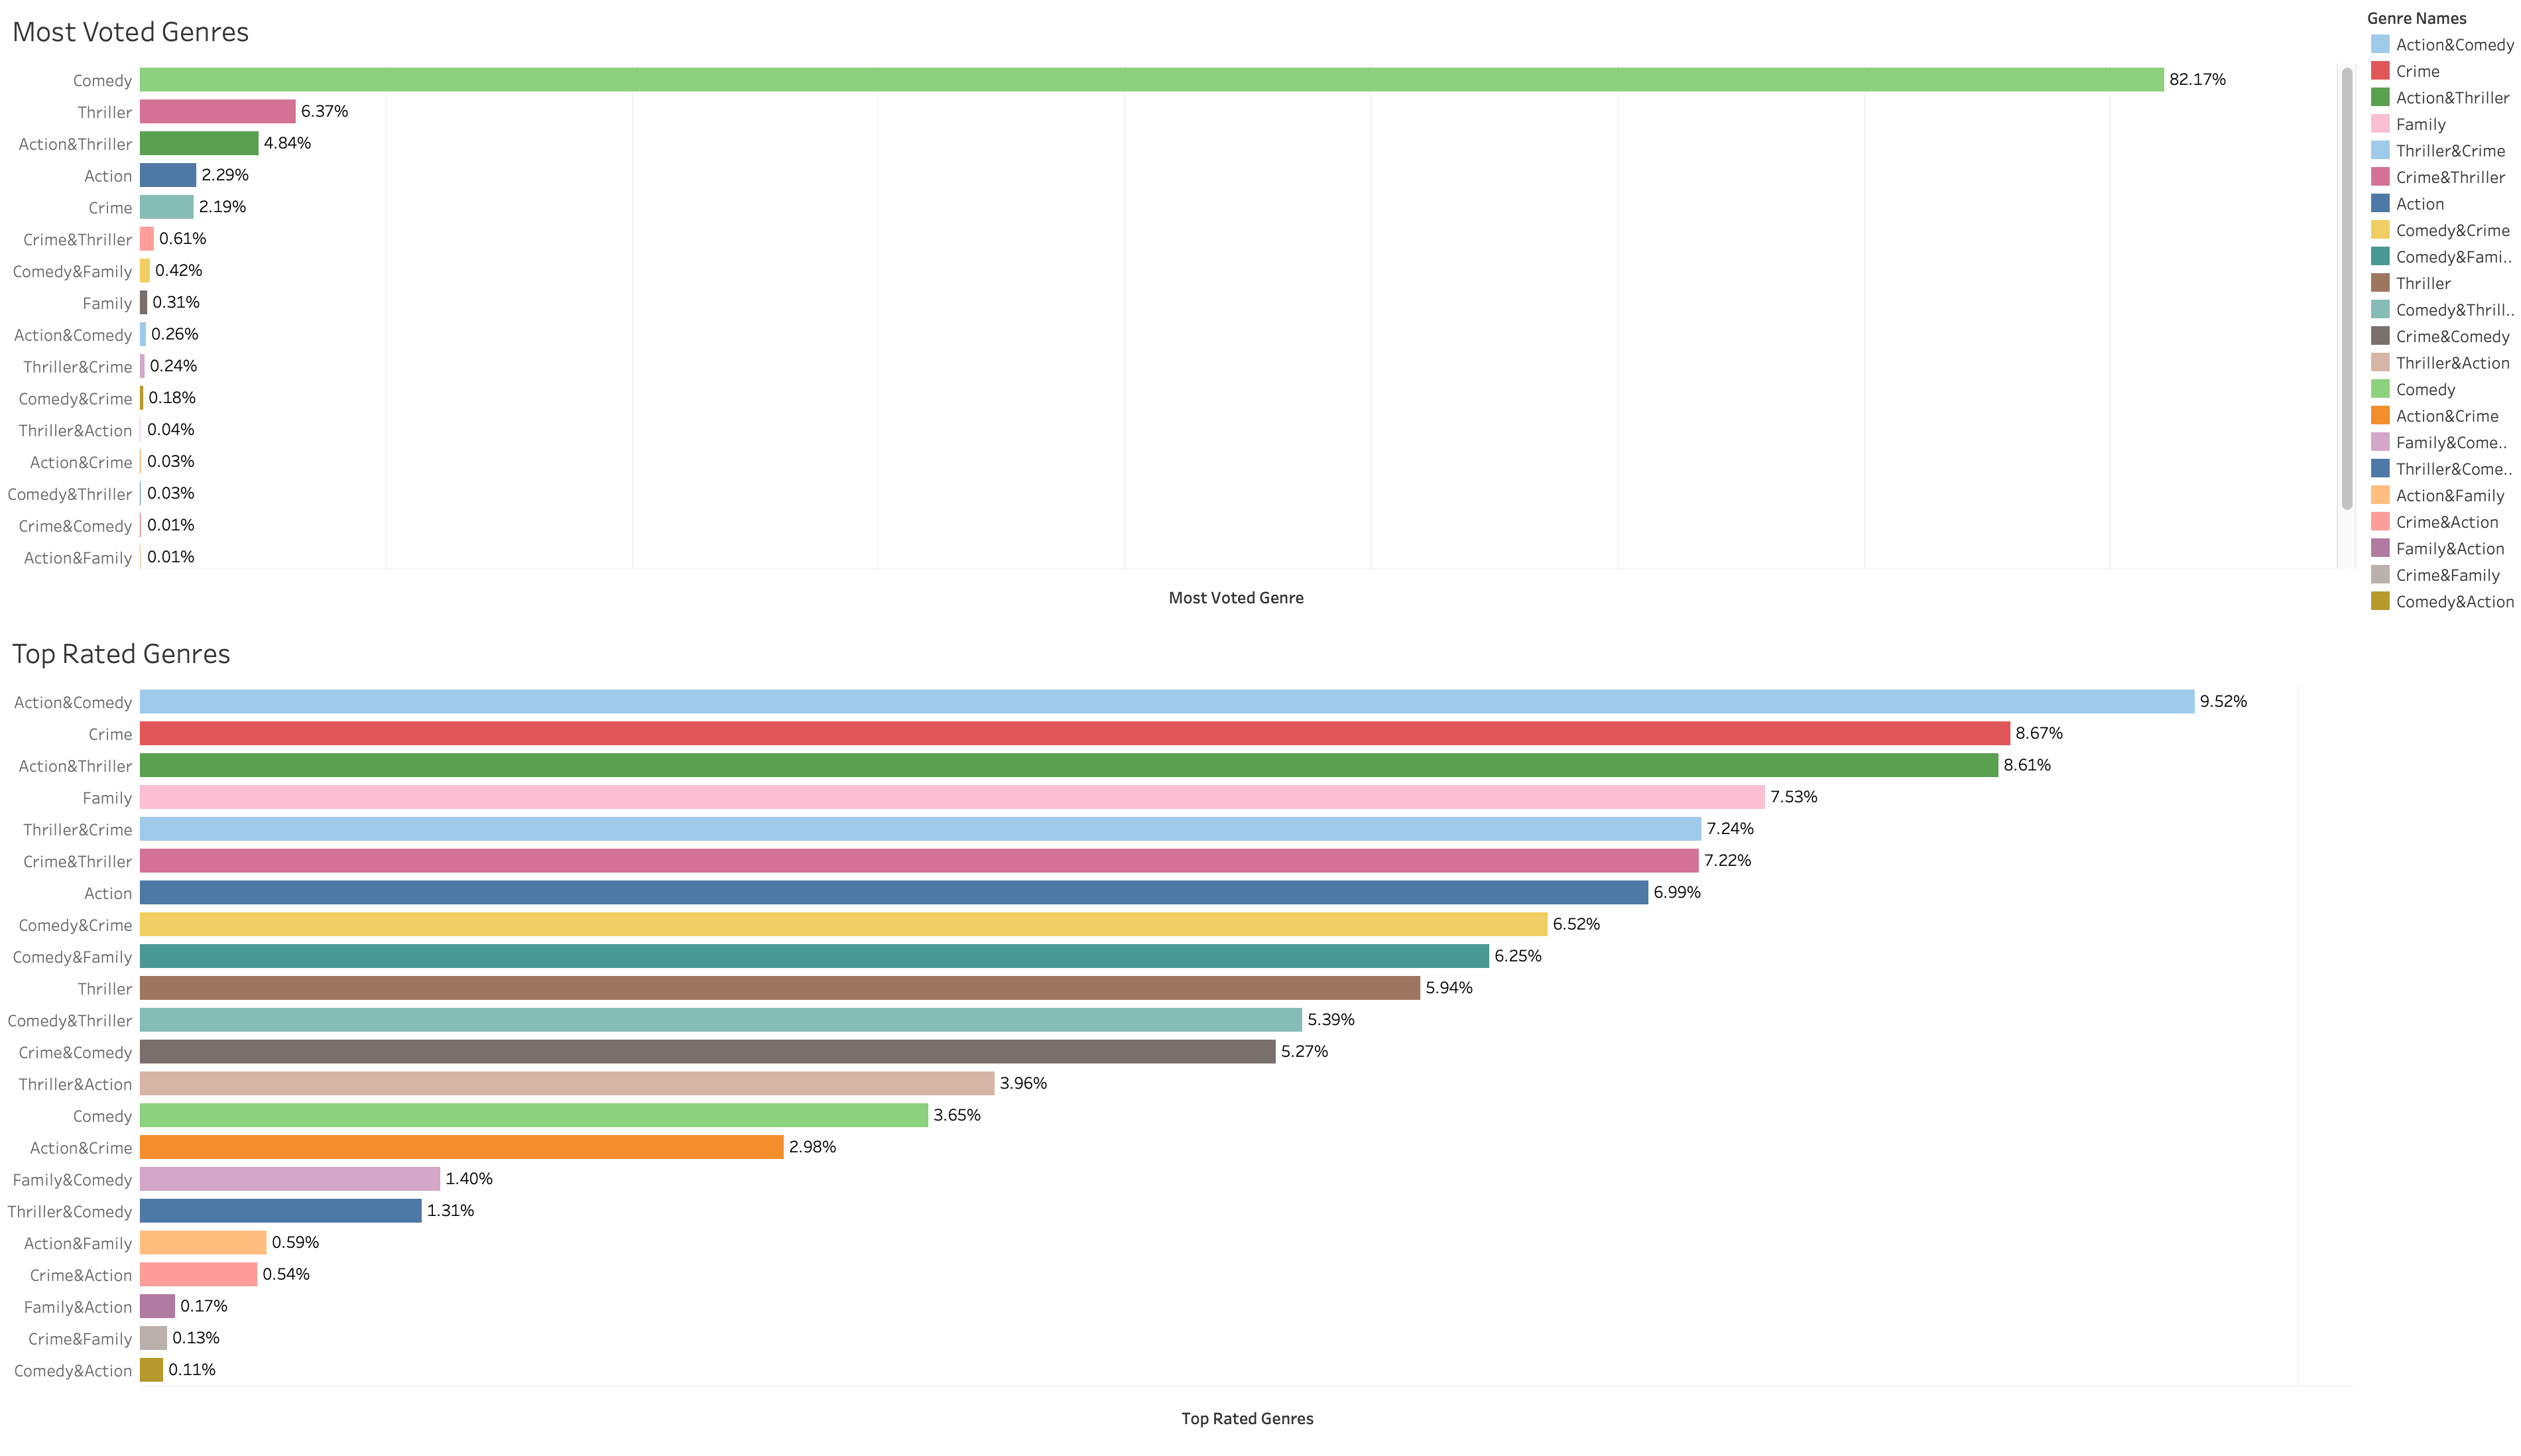 Most Voted Genres
Comedy 82.17%
Thriller 6.37%
Action&Thriller 4.84%
Action 2.29%
Crime 2.19%
Crime&Thriller 0.61%
Comedy&Family 0.42%
Family 0.31%
Action&Comedy 0.26%
Thriller&Crime 0.24%
Comedy&Crime 0.18%
Thriller&Action 0.04%
Action&Crime 0.03%
Comedy&Thriller 0.03%
Crime&Comedy 0.01%
Action&Family 0.01%
Most Voted Genre
Genre Names
Action&Comedy
Crime
Action&Thriller
Family
Thriller&Crime
Crime&Thriller
Action
Comedy&Crime
Comedy&Fami..
Thriller
Comedy&Thrill..
Crime&Comedy
Thriller&Action
Comedy
Action&Crime
Family&Come..
Thriller&Come..
Action&Family
Crime&Action
Family&Action
Crime&Family
Comedy&Action
Top Rated Genres
Action&Comedy 9.52%
Crime 8.67%
Action&Thriller 8.61%
Family 7.53%
Thriller&Crime 7.24%
Crime&Thriller 7.22%
Action 6.99%
Comedy&Crime 6.52%
Comedy&Family 6.25%
Thriller 5.94%
Comedy&Thriller 5.39%
Crime&Comedy 5.27%
Thriller&Action 3.96%
Comedy 3.65%
Action&Crime 2.98%
Family&Comedy 1.40%
Thriller&Comedy 1.31%
Action&Family 0.59%
Crime&Action 0.54%
Family&Action 0.17%
Crime&Family 0.13%
Comedy&Action 0.11%
Top Rated Genres